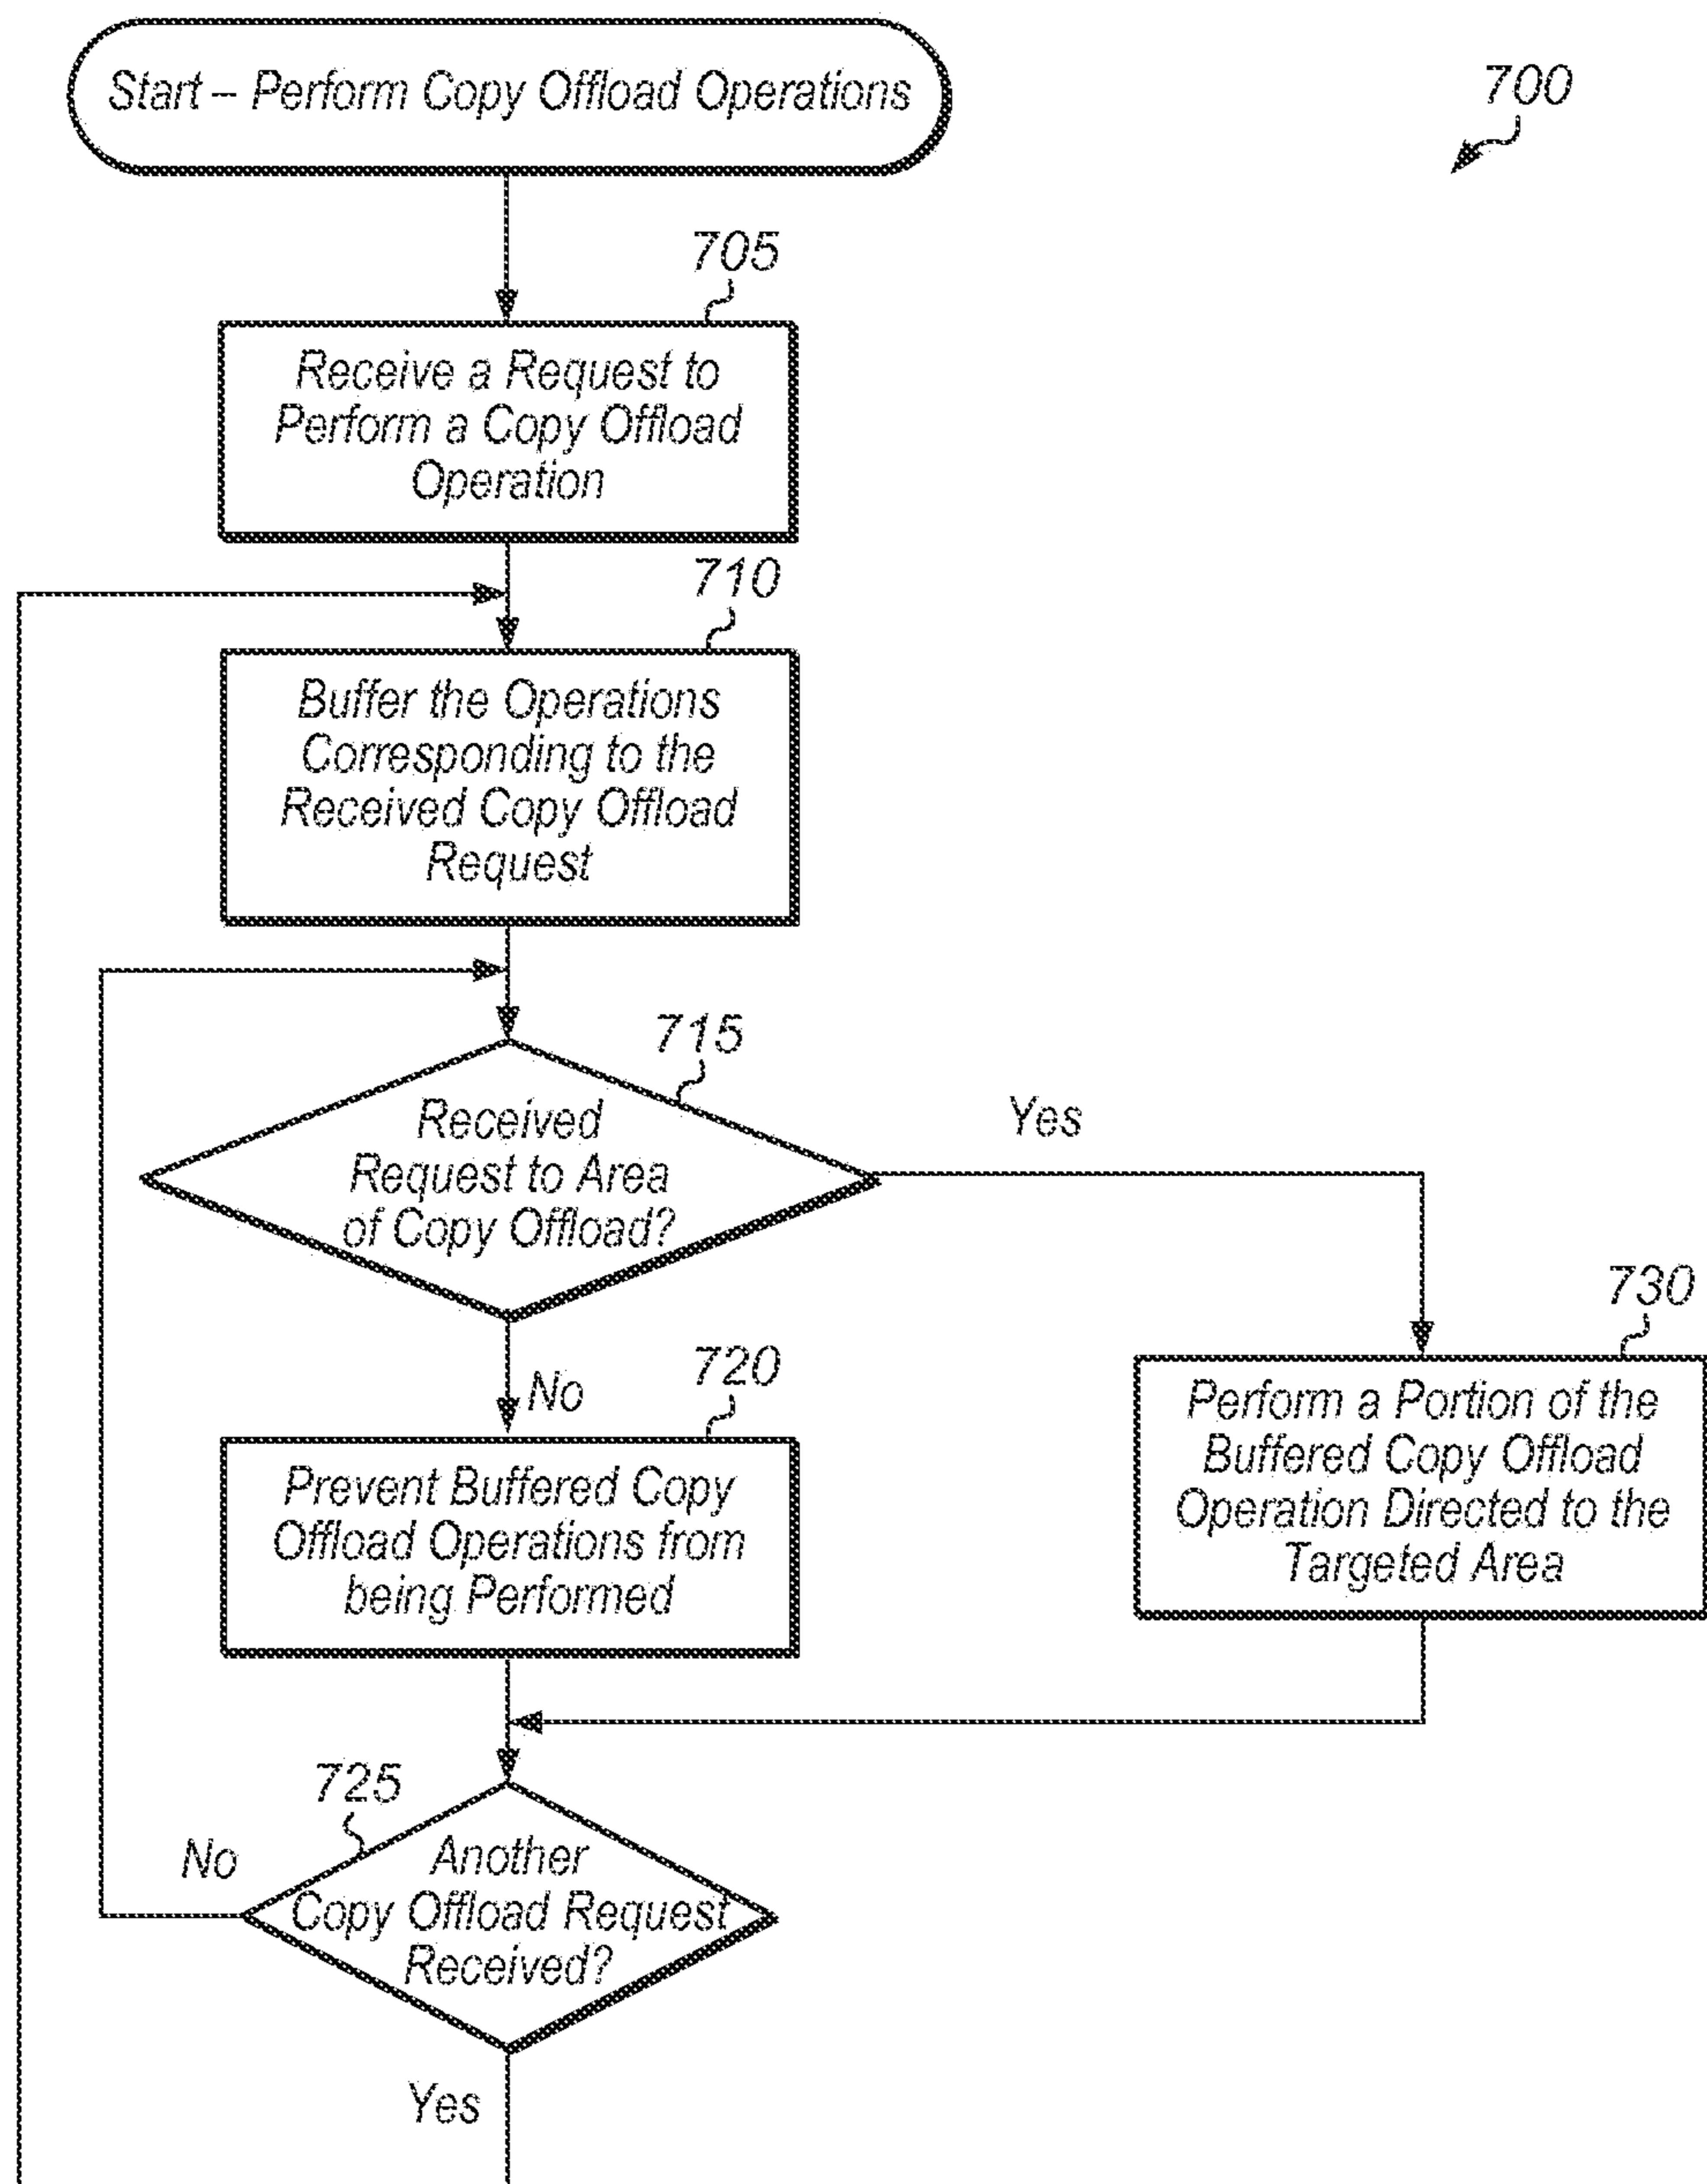 Start – Perform Copy Offload Operations
700
705
Receive a Request to
Perform a Copy Offload
Operation
710
Buffer the Operations
Corresponding to the
Received Copy Offload
Request
715
Received
Request to Area
of Copy Offload?
Yes
No
720
Prevent Buffered Copy
Offload Operations from
being Performed
730
Perform a Portion of the
Buffered Copy Offload
Operation Directed to the
Targeted Area
725
No
Another
Copy Offload Request
Received?
Yes